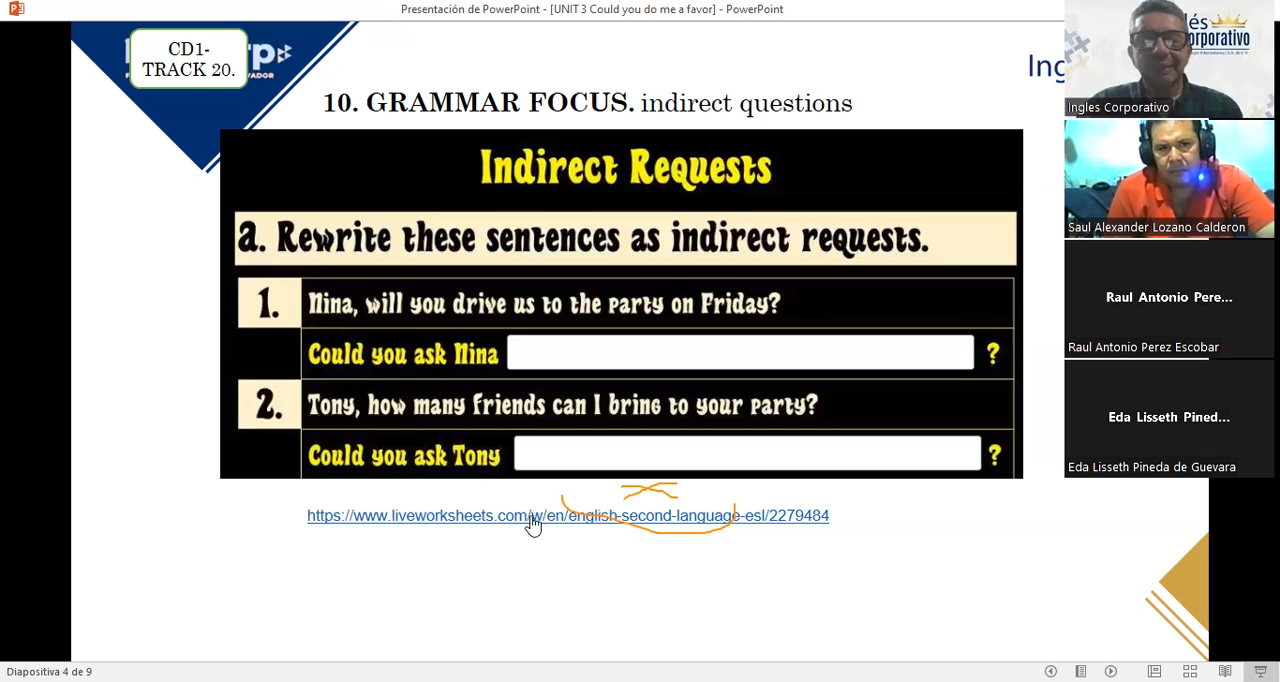 Presentación de PowerPoint - [UNIT 3 Could you do me a favor] - PowerPoint
CD1-
TRACK 20.
10. GRAMMAR FOCUS. indirect questions
Indirect Requests
a. Rewrite these sentences as indirect requests.
1. Nina, will you drive us to the party on Friday?
Could you ask Nina ?
2. Tony, how many friends can I bring to your party?
Could you ask Tony ?
https://www.liveworksheets.com/w/en/english-second-language-esl/2279484
Ingles Corporativo
Saul Alexander Lozano Calderon
Raul Antonio Pere...
Raul Antonio Perez Escobar
Eda Lisseth Pined...
Eda Lisseth Pineda de Guevara
Diapositiva 4 de 9